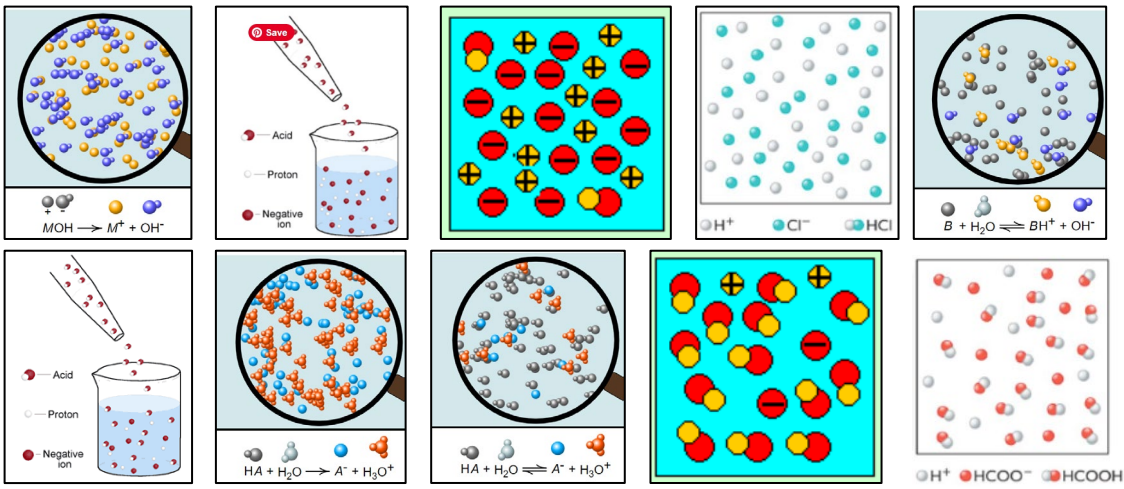 Save
Acid
Proton
Negative
ion
H⁺ Cl⁻ HCl
+ -
MOH → M⁺ + OH⁻
B + H₂O ⇌ BH⁺ + OH⁻
Acid
Proton
Negative
ion
HA + H₂O → A⁻ + H₃O⁺
HA + H₂O ⇌ A⁻ + H₃O⁺
H⁺ HCOO⁻ HCOOH